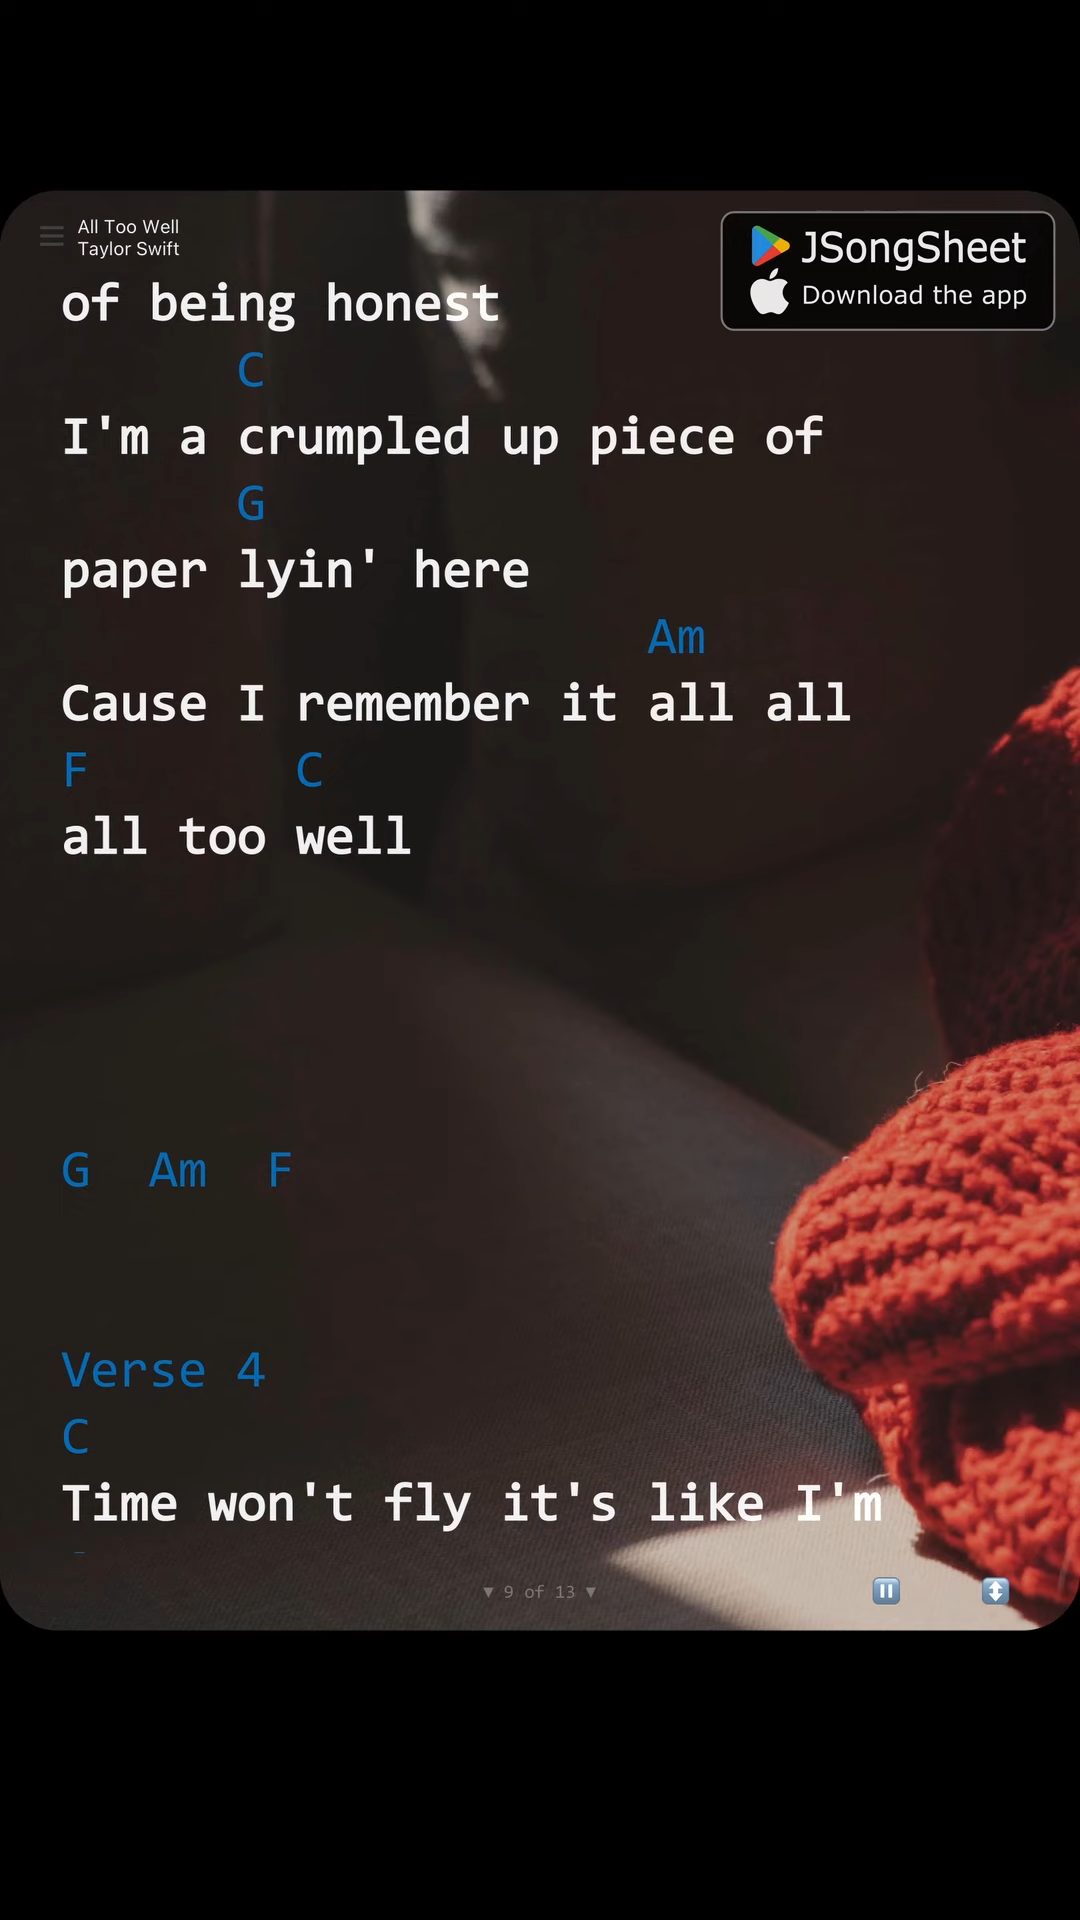 All Too Well
Taylor Swift
JSongSheet
Download the app
of being honest
C
I'm a crumpled up piece of
G
paper lyin' here
Am
Cause I remember it all all
F C
all too well
G Am F
Verse 4
C
Time won't fly it's like I'm
▼ 9 of 13 ▼